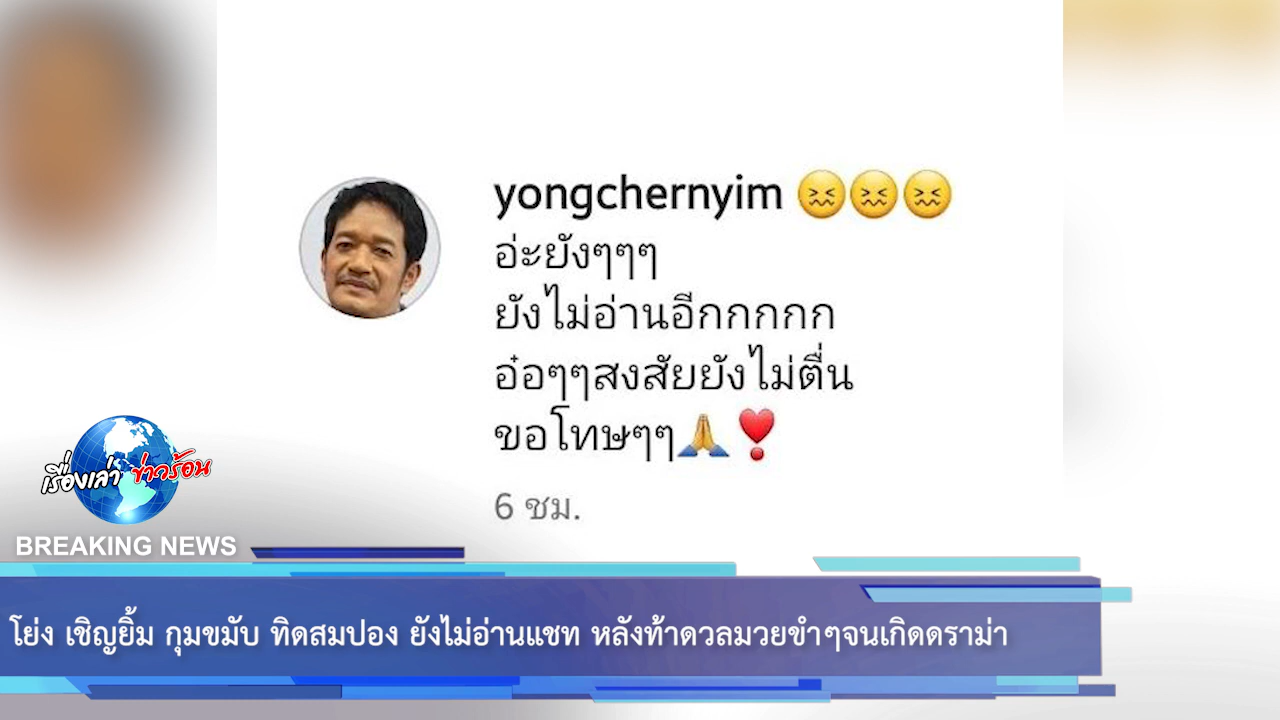 yongchernyim 😖😖😖
อ่ะยังๆๆๆ
ยังไม่อ่านอีกกกกกก
อ๋อๆๆสงสัยยังไม่ตื่น
ขอโทษๆๆ🙏❣️
6 ชม.
เรื่องเล่า ข่าวร้อน
BREAKING NEWS
โย่ง เชิญยิ้ม กุมขมับ ทิดสมปอง ยังไม่อ่านแชท หลังท้าดวลมวยขำๆจนเกิดดราม่า